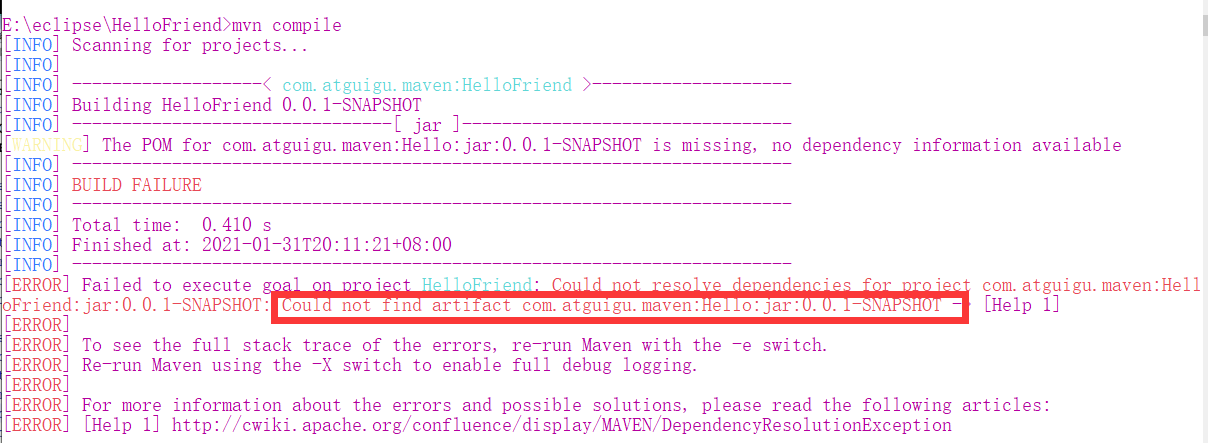 E:\eclipse\HelloFriend>mvn compile
[INFO] Scanning for projects...
[INFO]
[INFO] -------------------< com.atguigu.maven:HelloFriend >--------------------
[INFO] Building HelloFriend 0.0.1-SNAPSHOT
[INFO] --------------------------------[ jar ]---------------------------------
[WARNING] The POM for com.atguigu.maven:Hello:jar:0.0.1-SNAPSHOT is missing, no dependency information available
[INFO] ------------------------------------------------------------------------
[INFO] BUILD FAILURE
[INFO] ------------------------------------------------------------------------
[INFO] Total time:  0.410 s
[INFO] Finished at: 2021-01-31T20:11:21+08:00
[INFO] ------------------------------------------------------------------------
[ERROR] Failed to execute goal on project HelloFriend: Could not resolve dependencies for project com.atguigu.maven:Hell
oFriend:jar:0.0.1-SNAPSHOT: Could not find artifact com.atguigu.maven:Hello:jar:0.0.1-SNAPSHOT - [Help 1]
[ERROR]
[ERROR] To see the full stack trace of the errors, re-run Maven with the -e switch.
[ERROR] Re-run Maven using the -X switch to enable full debug logging.
[ERROR]
[ERROR] For more information about the errors and possible solutions, please read the following articles:
[ERROR] [Help 1] http://cwiki.apache.org/confluence/display/MAVEN/DependencyResolutionException